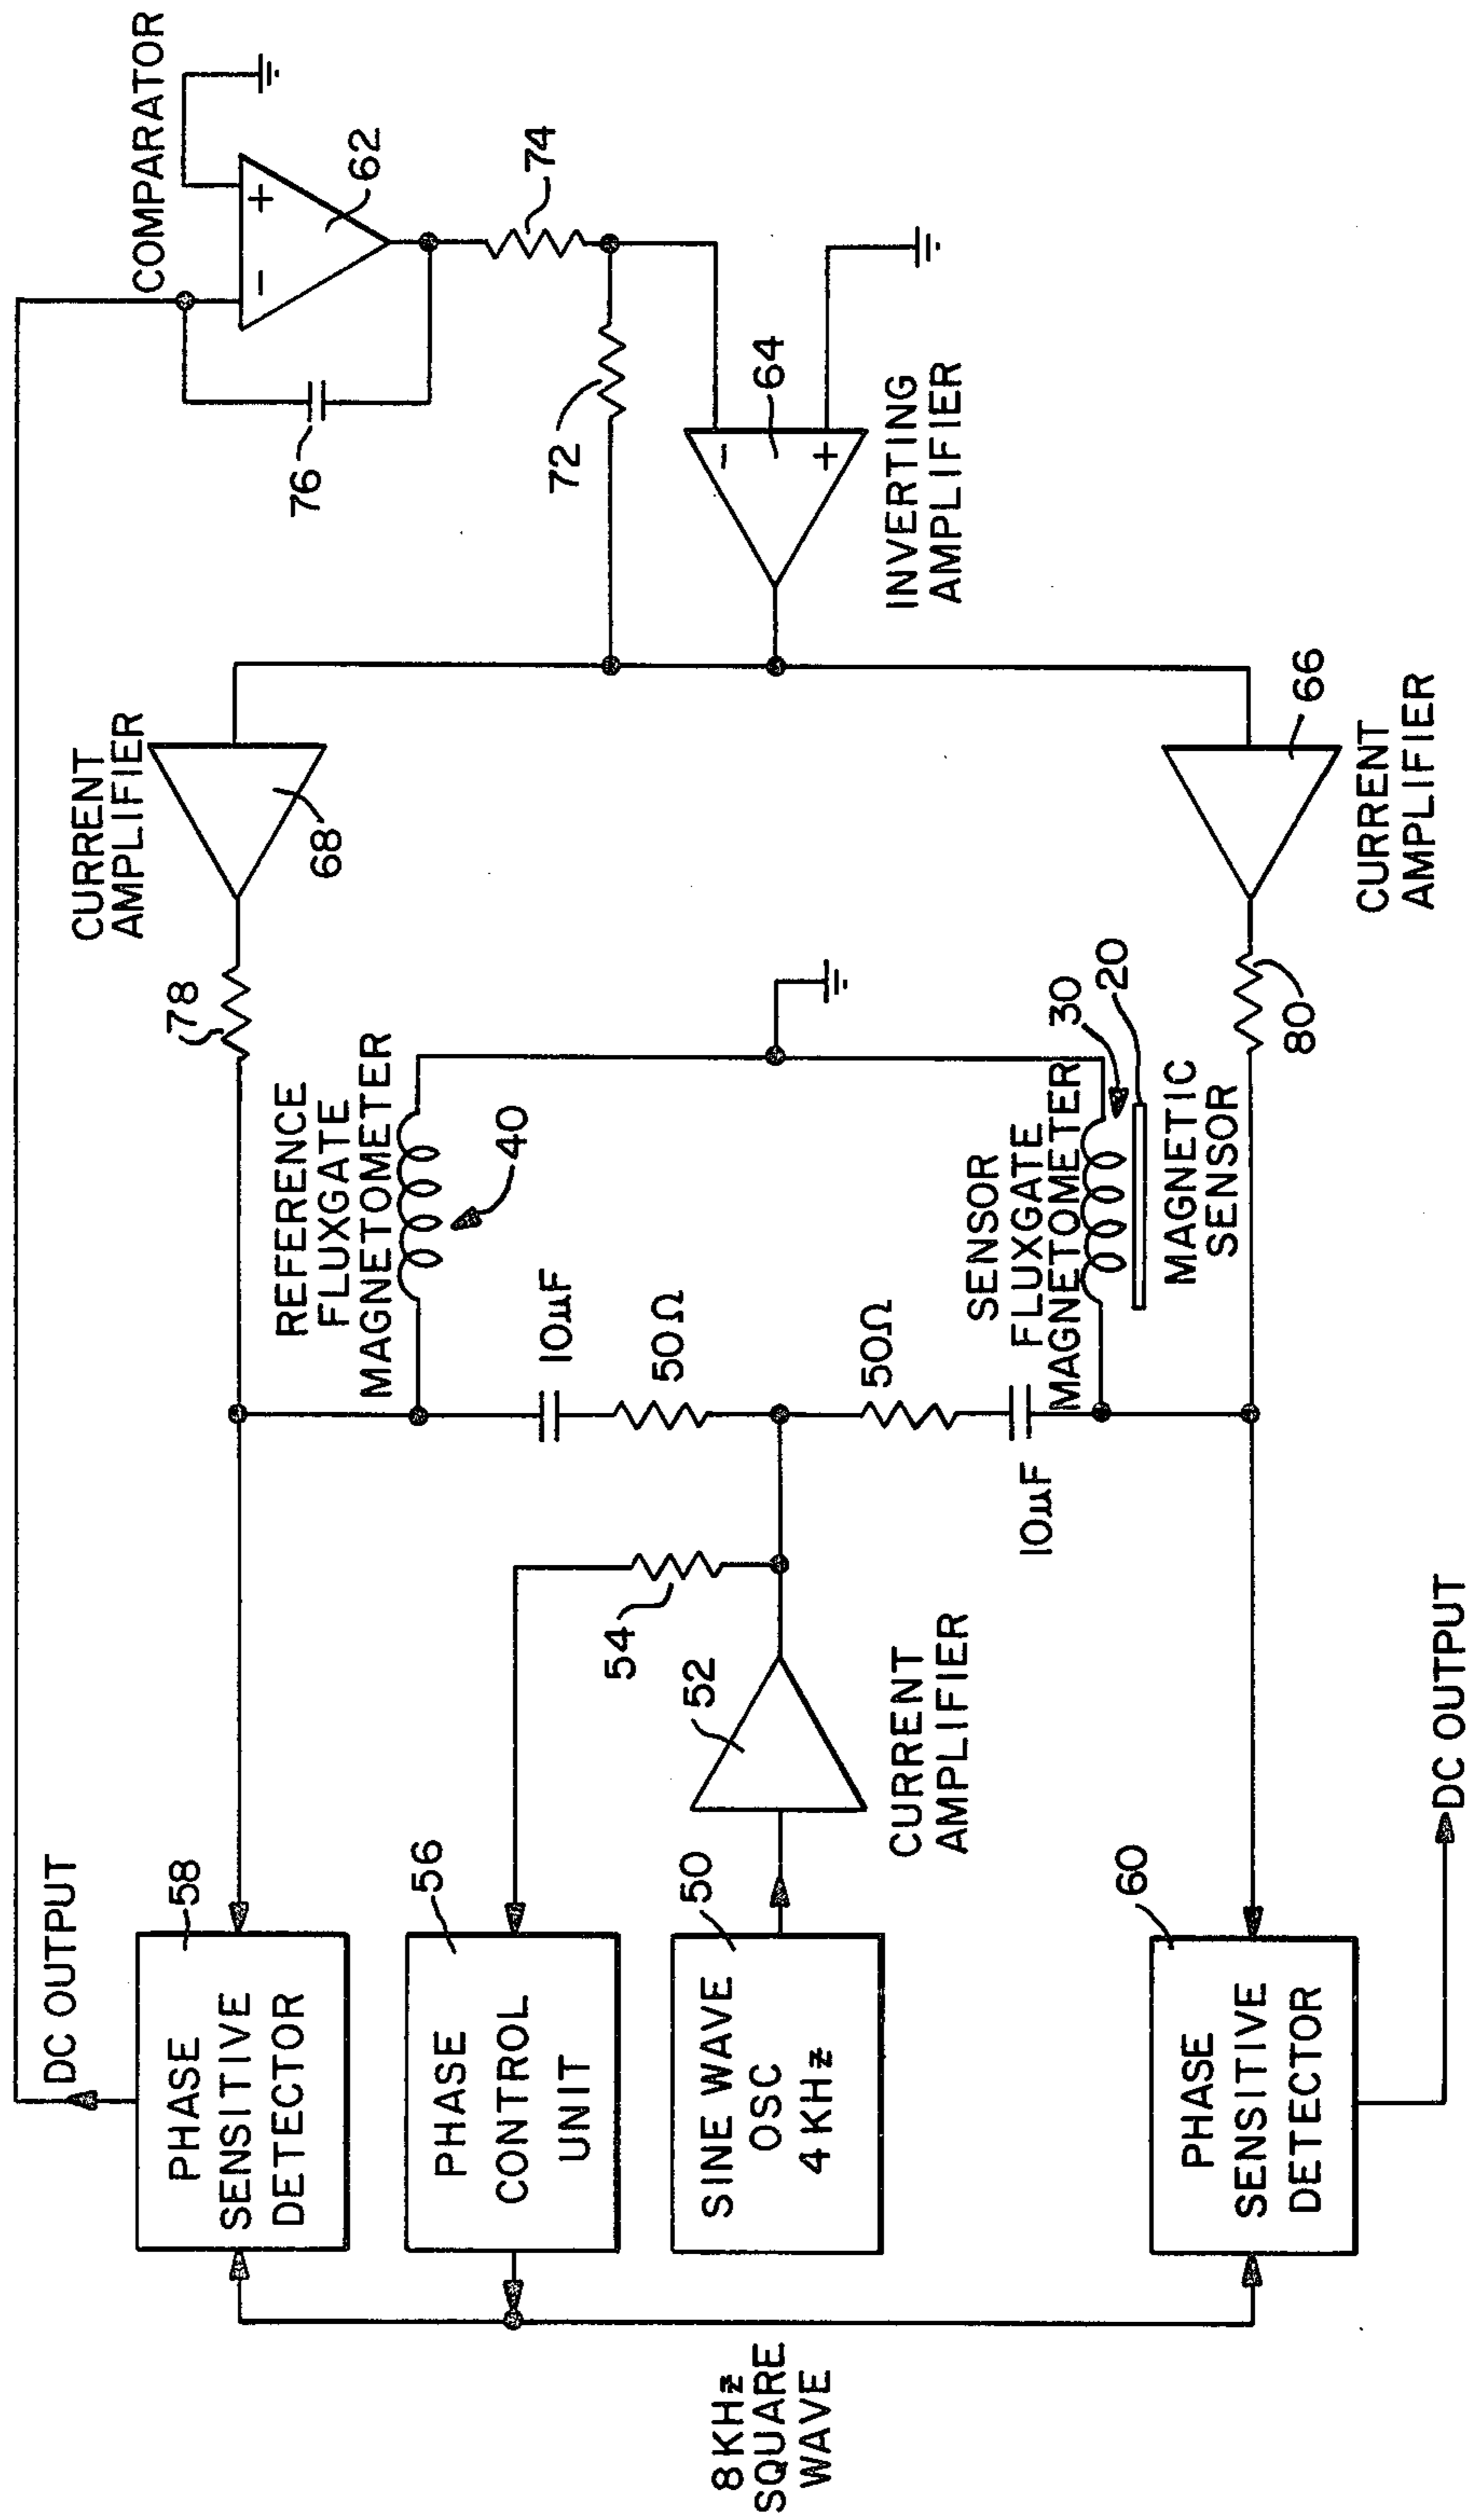 DC OUTPUT
58
PHASE
SENSITIVE
DETECTOR
56
PHASE
CONTROL
UNIT
50
SINE WAVE
OSC
4 KHz
60
PHASE
SENSITIVE
DETECTOR
DC OUTPUT
8 KHz
SQUARE
WAVE
54
52
CURRENT
AMPLIFIER
10µF
50Ω
50Ω
10µF
REFERENCE
FLUXGATE
MAGNETOMETER
40
SENSOR
FLUXGATE
MAGNETOMETER
30
20
MAGNETIC
SENSOR
78
80
CURRENT
AMPLIFIER
68
66
CURRENT
AMPLIFIER
COMPARATOR
-
+
62
76
74
72
64
-
+
INVERTING
AMPLIFIER